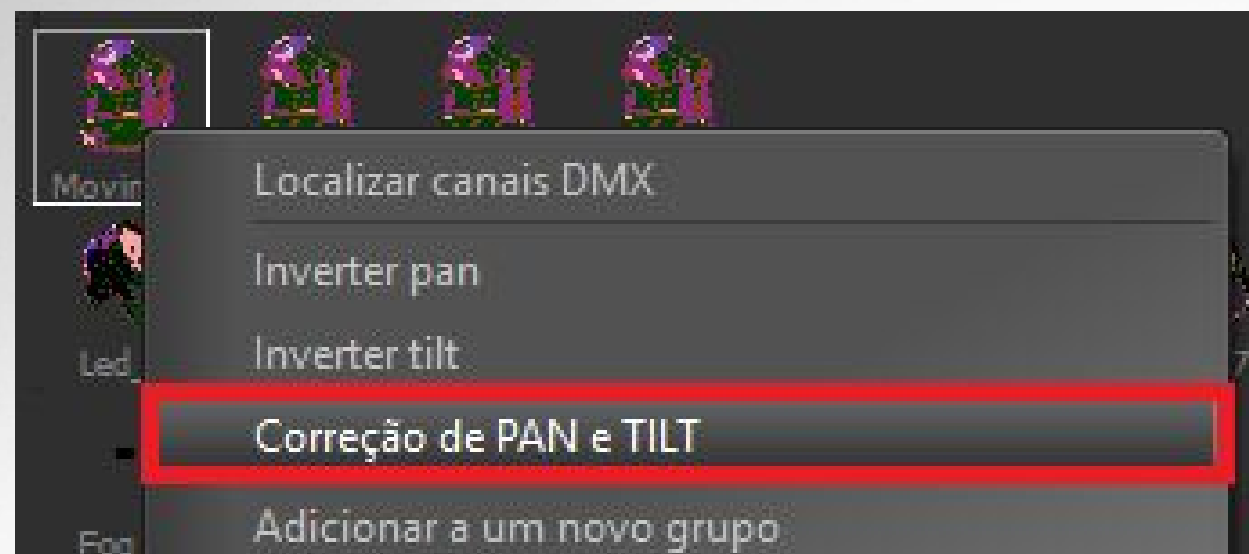 Localizar canais DMX
Inverter pan
Inverter tilt
Correção de PAN e TILT
Adicionar a um novo grupo